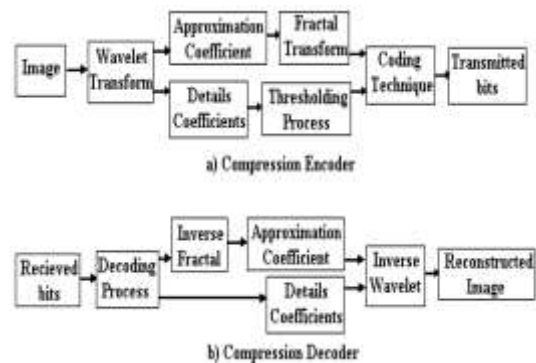 Image
Wavelet
Transform
Approximation
Coefficient
Fractal
Transform
Details
Coefficients
Thresholding
Process
Coding
Technique
Transmitted
bits
a) Compression Encoder
Recieved
bits
Decoding
Process
Inverse
Fractal
Approximation
Coefficient
Details
Coefficients
Inverse
Wavelet
Reconstructed
Image
b) Compression Decoder